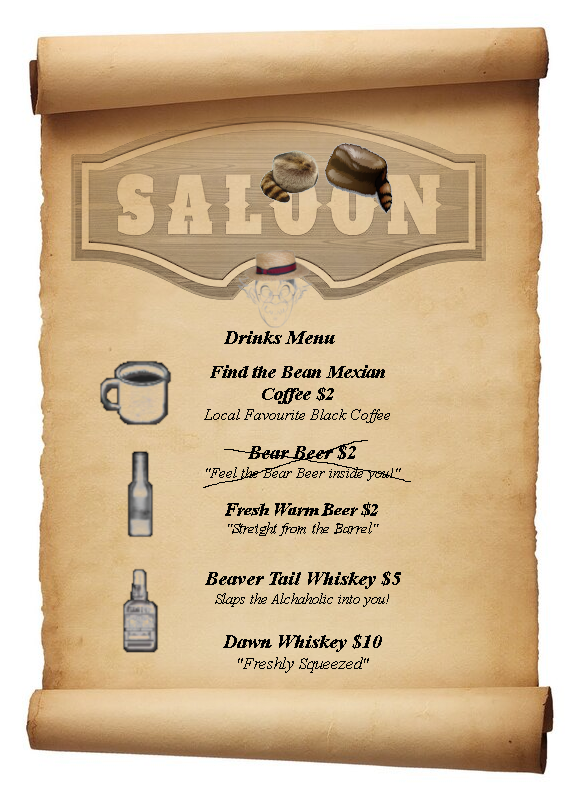 SALOON
Drinks Menu
Find the Bean Mexian
Coffee $2
Local Favourite Black Coffee
Bear Beer $2
"Feel the Bear Beer inside you!"
Fresh Warm Beer $2
"Streight from the Barrel"
Beaver Tail Whiskey $5
Slaps the Alchaholic into you!
Dawn Whiskey $10
"Freshly Squeezed"